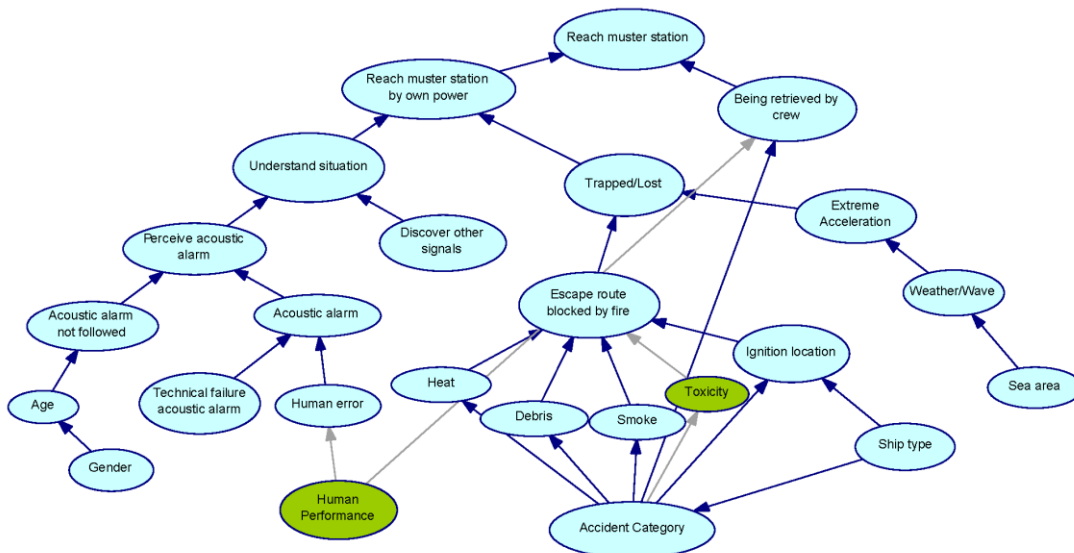 Reach muster station
Reach muster station
by own power
Being retrieved by
crew
Understand situation
Trapped/Lost
Extreme
Acceleration
Perceive acoustic
alarm
Discover other
signals
Weather/Wave
Escape route
blocked by fire
Acoustic alarm
not followed
Acoustic alarm
Ignition location
Heat
Toxicity
Sea area
Technical failure
acoustic alarm
Age
Human error
Debris
Smoke
Ship type
Gender
Human
Performance
Accident Category